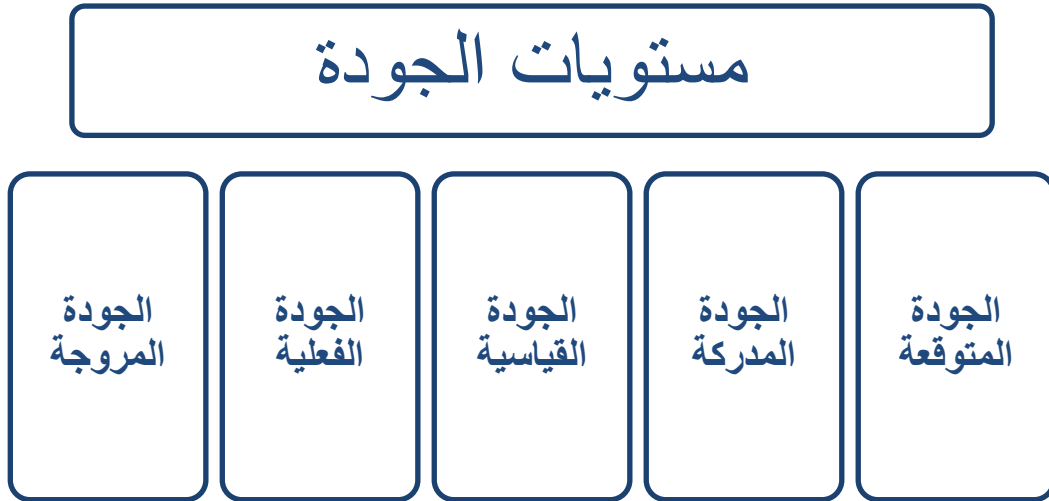 مستويات الجودة
الجودة
المتوقعة
الجودة
المدركة
الجودة
القياسية
الجودة
الفعلية
الجودة
المروجة